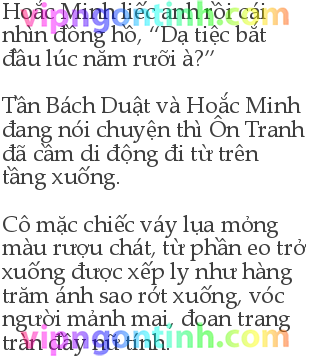 Hoắc Minh liếc anh rồi cái
nhìn đồng hồ, “Dạ tiệc bắt
đầu lúc năm rưỡi à?”
Tần Bách Duật và Hoắc Minh
đang nói chuyện thì Ôn Tranh
đã cầm di động đi từ trên
tầng xuống.
Cô mặc chiếc váy lụa mỏng
màu rượu chát, từ phần eo trở
xuống được xếp ly như hàng
trăm ánh sao rớt xuống, vóc
người mảnh mai, đoan trang
tràn đầy nữ tính.
vipngontinh.com
vipngontinh.com